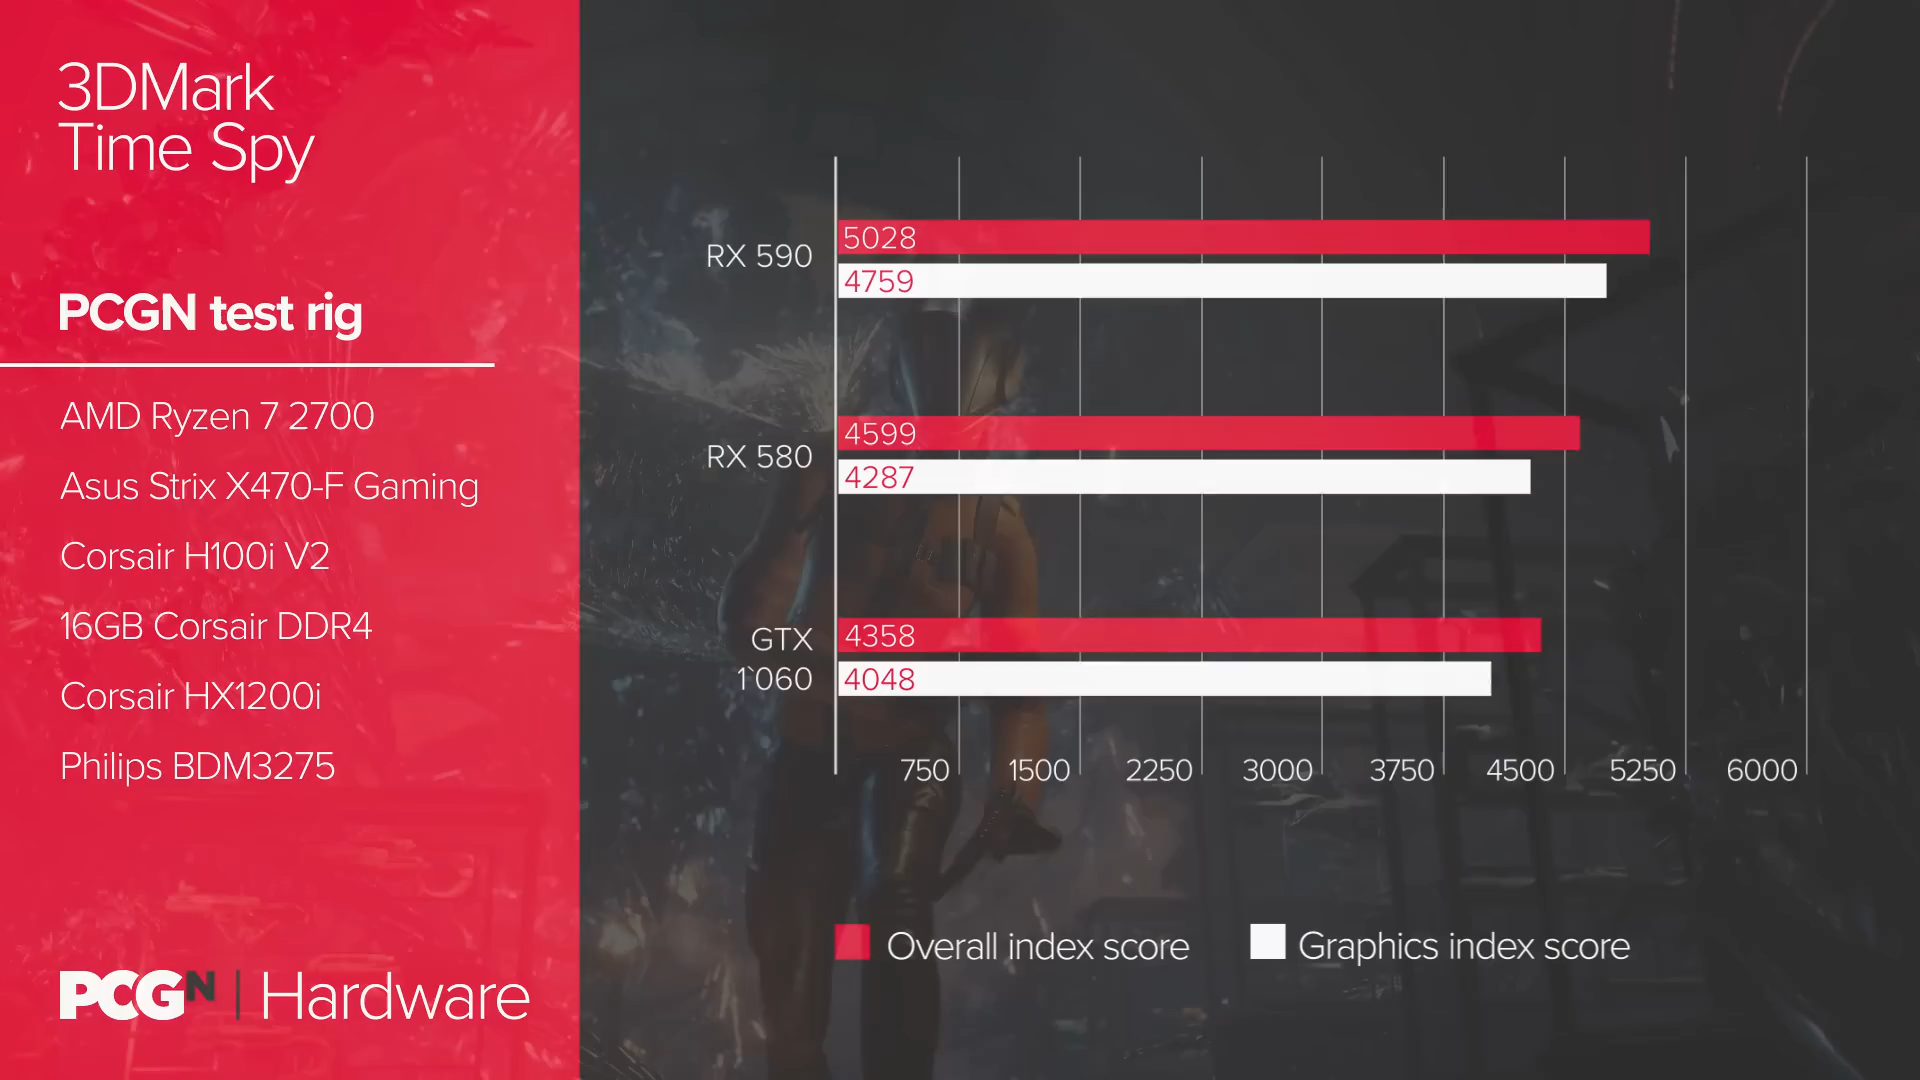 3DMark
Time Spy
PCGN test rig
AMD Ryzen 7 2700
Asus Strix X470-F Gaming
Corsair H100i V2
16GB Corsair DDR4
Corsair HX1200i
Philips BDM3275
PCGN | Hardware
RX 590
5028
4759
RX 580
4599
4287
GTX
1`060
4358
4048
750 1500 2250 3000 3750 4500 5250 6000
Overall index score
Graphics index score